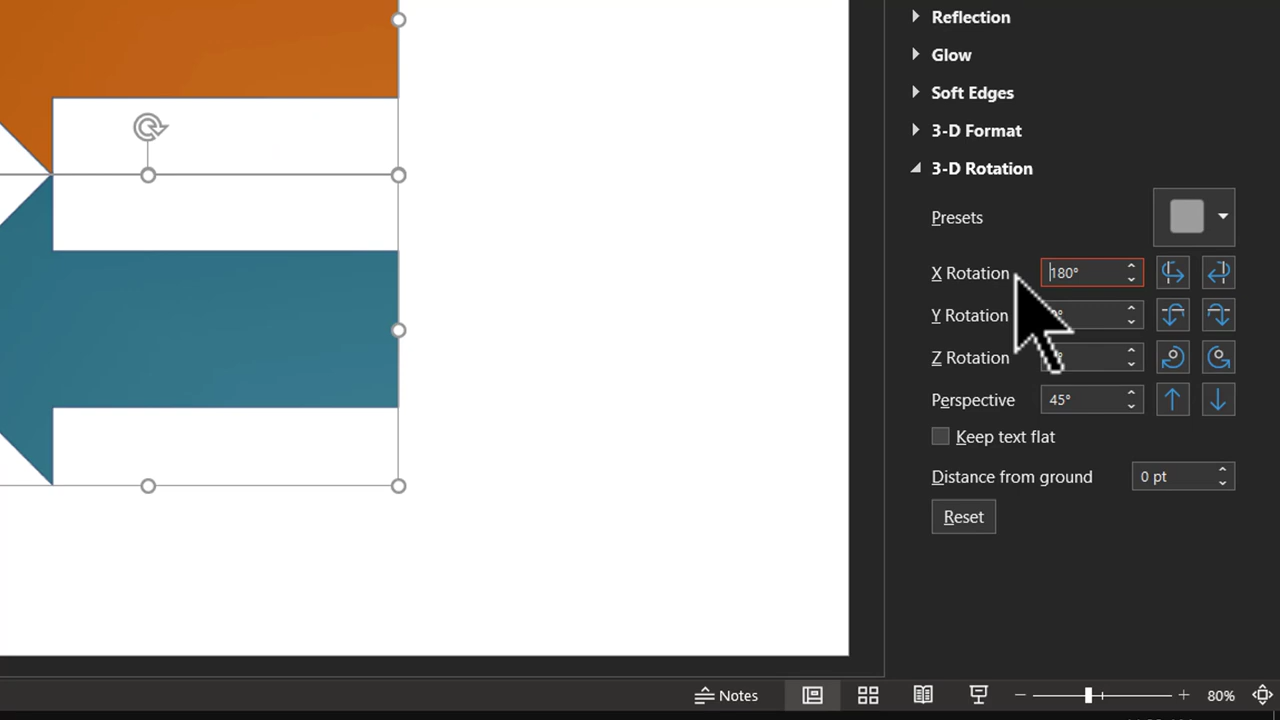 Reflection
Glow
Soft Edges
3-D Format
3-D Rotation
Presets
X Rotation 180°
Y Rotation
Z Rotation
Perspective 45°
Keep text flat
Distance from ground 0 pt
Reset
Notes 80%